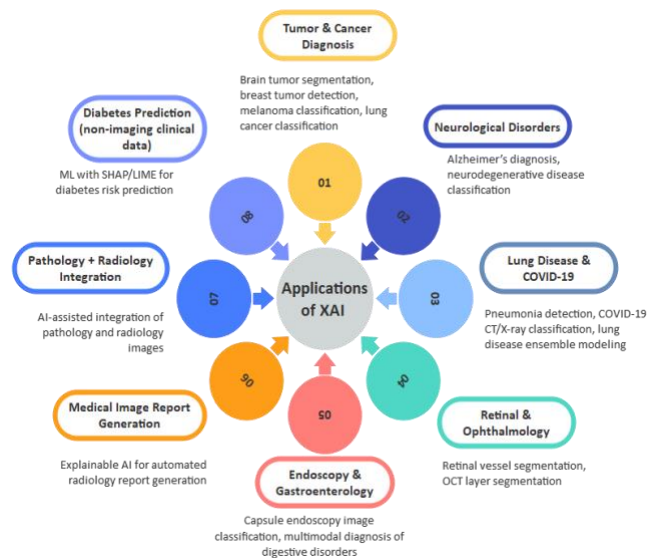 Tumor & Cancer
Diagnosis
Brain tumor segmentation,
breast tumor detection,
melanoma classification, lung
cancer classification
01
Neurological Disorders
Alzheimer's diagnosis,
neurodegenerative disease
classification
02
Lung Disease &
COVID-19
Pneumonia detection, COVID-19
CT/X-ray classification, lung
disease ensemble modeling
03
Retinal &
Ophthalmology
Retinal vessel segmentation,
OCT layer segmentation
04
Endoscopy &
Gastroenterology
Capsule endoscopy image
classification, multimodal diagnosis of
digestive disorders
05
Medical Image Report
Generation
Explainable AI for automated
radiology report generation
06
Pathology + Radiology
Integration
AI-assisted integration of
pathology and radiology
images
07
Diabetes Prediction
(non-imaging clinical
data)
ML with SHAP/LIME for
diabetes risk prediction
08
Applications
of XAI